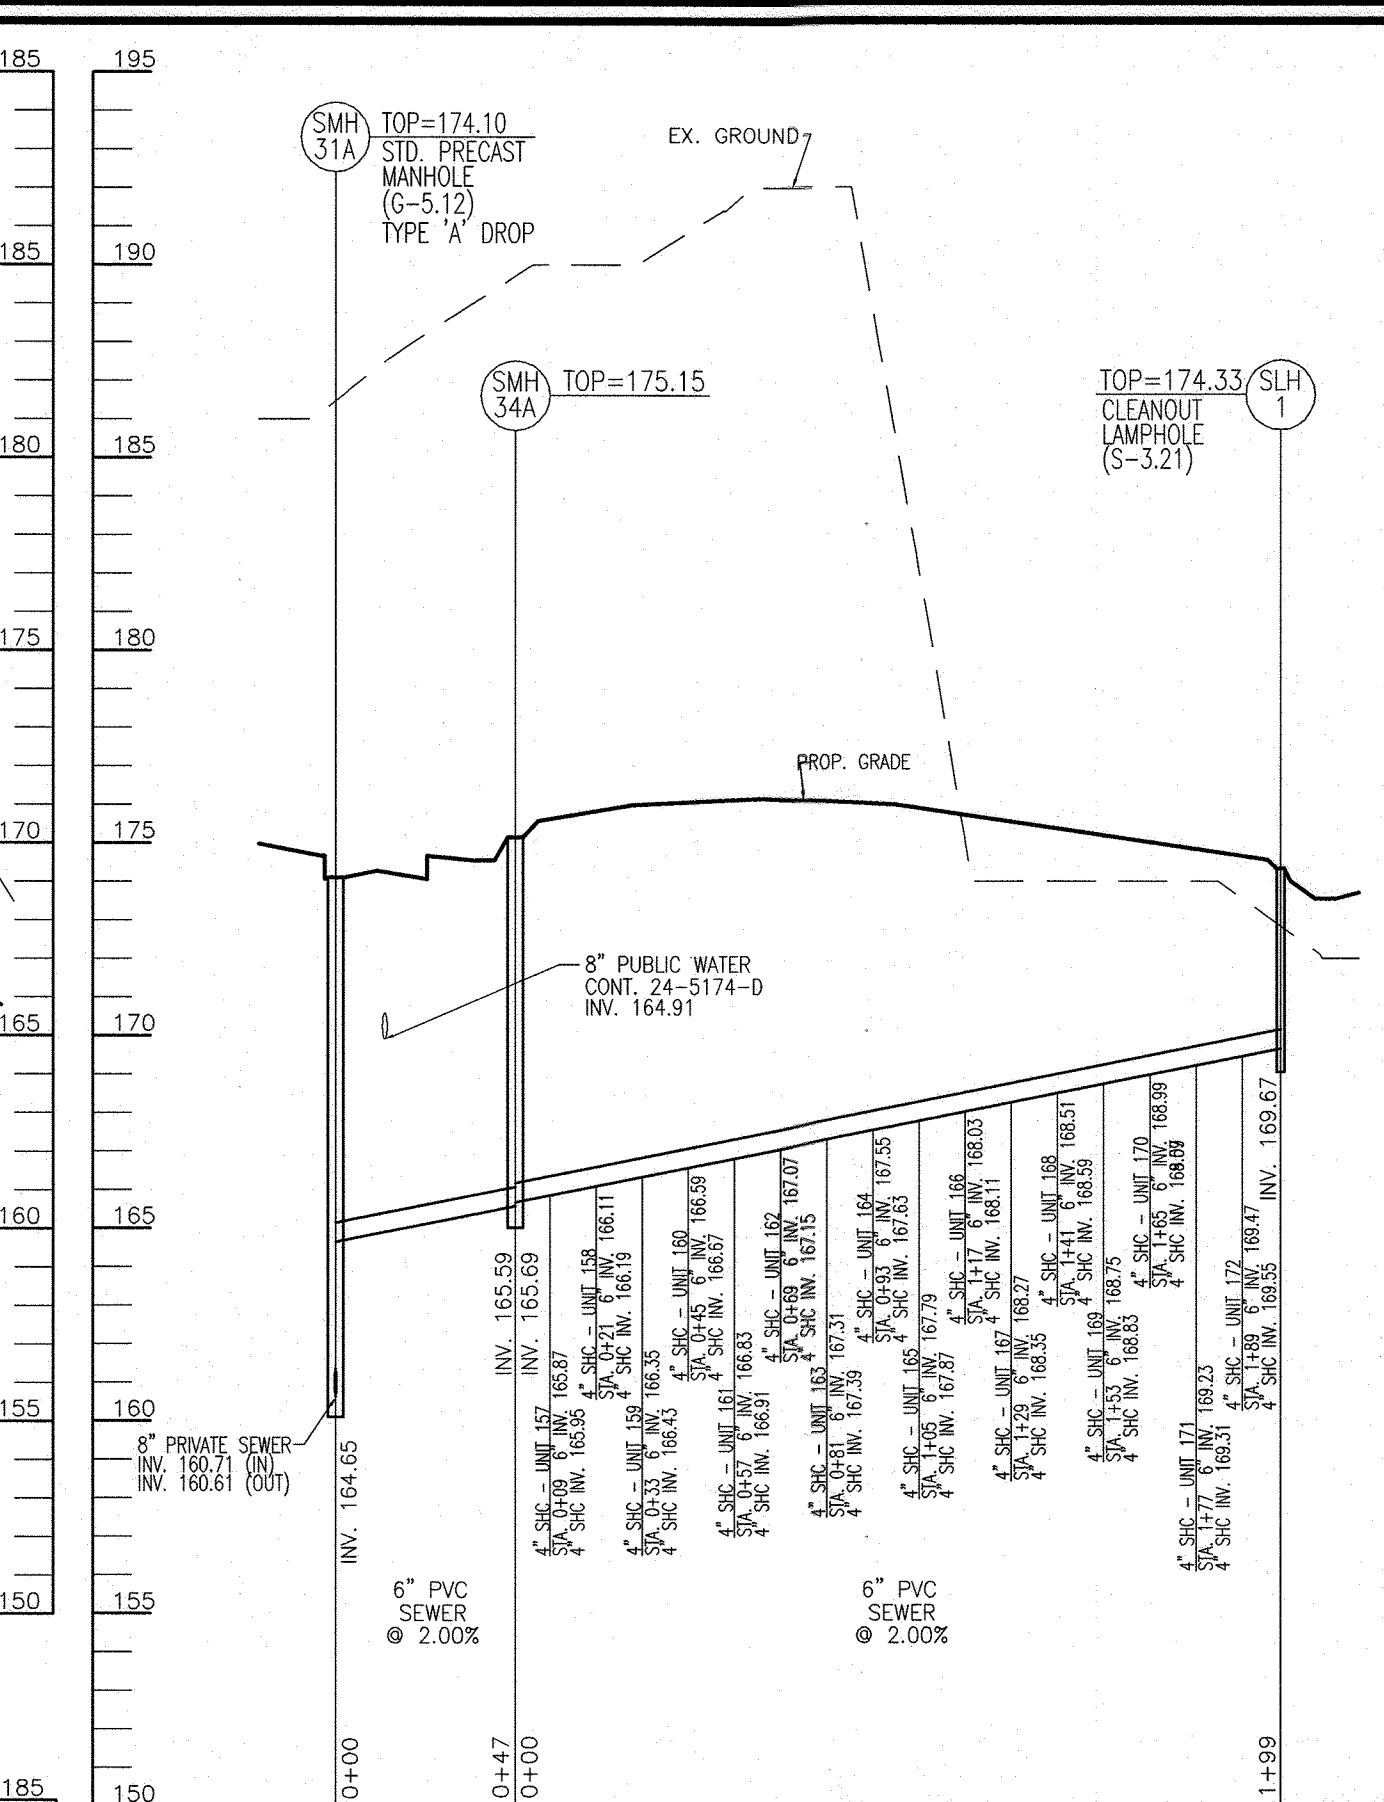 185
195
SMH
31A
TOP=174.10
STD. PRECAST
MANHOLE
(G-5.12)
TYPE 'A' DROP
EX. GROUND
185
190
SMH
34A
TOP=175.15
TOP=174.33
CLEANOUT
LAMPHOLE
(S-3.21)
SLH
1
180
185
175
180
PROP. GRADE
170
175
8" PUBLIC WATER
CONT. 24-5174-D
INV. 164.91
165
170
160
165
155
160
8" PRIVATE SEWER
INV. 160.71 (IN)
INV. 160.61 (OUT)
INV. 164.65
INV. 165.59
INV. 165.69
4" SHC - UNIT 157
STA. 0+09 6" INV. 165.87
4" SHC INV. 165.95
4" SHC - UNIT 158
STA. 0+21 6" INV. 166.11
4" SHC INV. 166.19
4" SHC - UNIT 159
STA. 0+33 6" INV. 166.35
4" SHC INV. 166.43
4" SHC - UNIT 160
STA. 0+45 6" INV. 166.59
4" SHC INV. 166.67
4" SHC - UNIT 161
STA. 0+57 6" INV. 166.83
4" SHC INV. 166.91
4" SHC - UNIT 162
STA. 0+69 6" INV. 167.07
4" SHC INV. 167.15
4" SHC - UNIT 163
STA. 0+81 6" INV. 167.31
4" SHC INV. 167.39
4" SHC - UNIT 164
STA. 0+93 6" INV. 167.55
4" SHC INV. 167.63
4" SHC - UNIT 165
STA. 1+05 6" INV. 167.79
4" SHC INV. 167.87
4" SHC - UNIT 166
STA. 1+17 6" INV. 168.03
4" SHC INV. 168.11
4" SHC - UNIT 167
STA. 1+29 6" INV. 168.27
4" SHC INV. 168.35
4" SHC - UNIT 168
STA. 1+41 6" INV. 168.51
4" SHC INV. 168.59
4" SHC - UNIT 169
STA. 1+53 6" INV. 168.75
4" SHC INV. 168.83
4" SHC - UNIT 170
STA. 1+65 6" INV. 168.99
4" SHC INV.
4" SHC - UNIT 171
STA. 1+77 6" INV. 169.23
4" SHC INV. 169.31
4" SHC - UNIT 172
STA. 1+89 6" INV. 169.47
4" SHC INV. 169.55
INV. 169.67
150
155
6" PVC
SEWER
@ 2.00%
6" PVC
SEWER
@ 2.00%
185
150
0+00
0+47
0+00
1+99